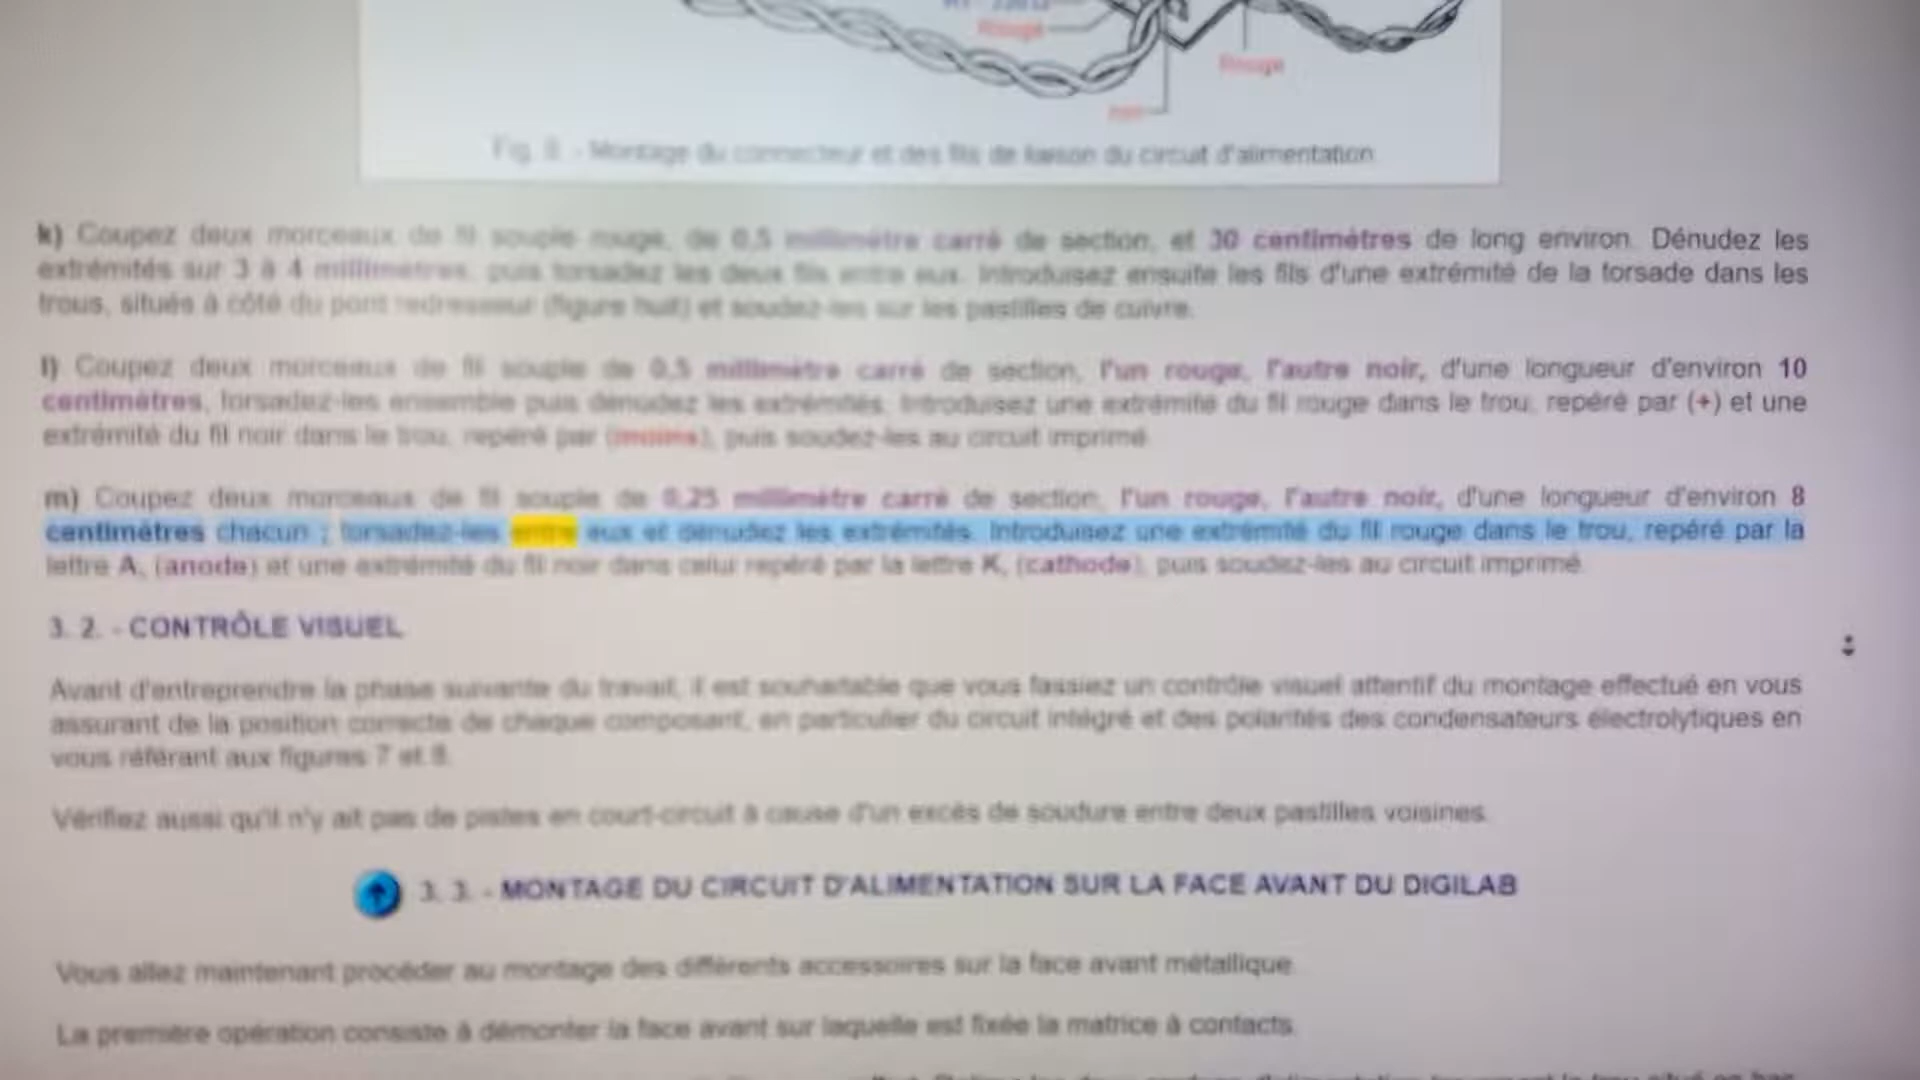 Rouge
Rouge
Fig. 8. - Montage du connecteur et des fils de liaison du circuit d'alimentation
k) Coupez deux morceaux de fil souple rouge, de 0,5 millimètre carré de section, et 30 centimètres de long environ. Dénudez les
extrémités sur 3 à 4 millimètres, puis torsadez les deux fils entre eux. Introduisez ensuite les fils d'une extrémité de la torsade dans les
trous, situés à côté du pont redresseur (figure huit) et soudez-les sur les pastilles de cuivre.
l) Coupez deux morceaux de fil souple de 0,5 millimètre carré de section, l'un rouge, l'autre noir, d'une longueur d'environ 10
centimètres, torsadez-les ensemble puis dénudez les extrémités. Introduisez une extrémité du fil rouge dans le trou, repéré par (+) et une
extrémité du fil noir dans le trou, repéré par (moins), puis soudez-les au circuit imprimé.
m) Coupez deux morceaux de fil souple de 0,25 millimètre carré de section, l'un rouge, l'autre noir, d'une longueur d'environ 8
centimètres chacun ; torsadez-les entre eux et dénudez les extrémités. Introduisez une extrémité du fil rouge dans le trou, repéré par la
lettre A, (anode) et une extrémité du fil noir dans celui repéré par la lettre K, (cathode), puis soudez-les au circuit imprimé.
3. 2. - CONTRÔLE VISUEL
Avant d'entreprendre la phase suivante du travail, il est souhaitable que vous fassiez un contrôle visuel attentif du montage effectué en vous
assurant de la position correcte de chaque composant, en particulier du circuit intégré et des polarités des condensateurs électrolytiques en
vous référant aux figures 7 et 8.
Vérifiez aussi qu'il n'y ait pas de pistes en court-circuit à cause d'un excès de soudure entre deux pastilles voisines.
3. 3. - MONTAGE DU CIRCUIT D'ALIMENTATION SUR LA FACE AVANT DU DIGILAB
Vous allez maintenant procéder au montage des différents accessoires sur la face avant métallique.
La première opération consiste à démonter la face avant sur laquelle est fixée la matrice à contacts.